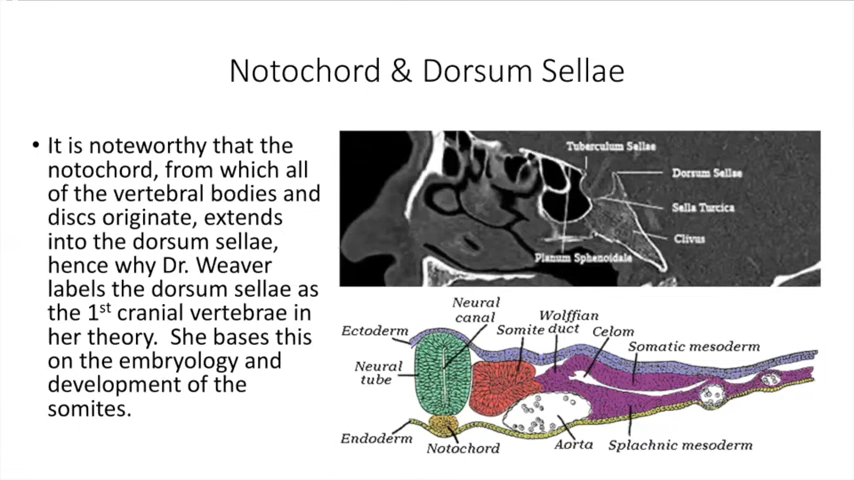 Notochord & Dorsum Sellae
• It is noteworthy that the
notochord, from which all
of the vertebral bodies and
discs originate, extends
into the dorsum sellae,
hence why Dr. Weaver
labels the dorsum sellae as
the 1st cranial vertebrae in
her theory. She bases this
on the embryology and
development of the
somites.
Tuberculum Sellae
Dorsum Sellae
Sella Turcica
Clivus
Planum Sphenoidale
Neural
canal
Ectoderm
Somite
Wolffian
duct
Celom
Somatic mesoderm
Neural
tube
Endoderm
Notochord
Aorta
Splachnic mesoderm